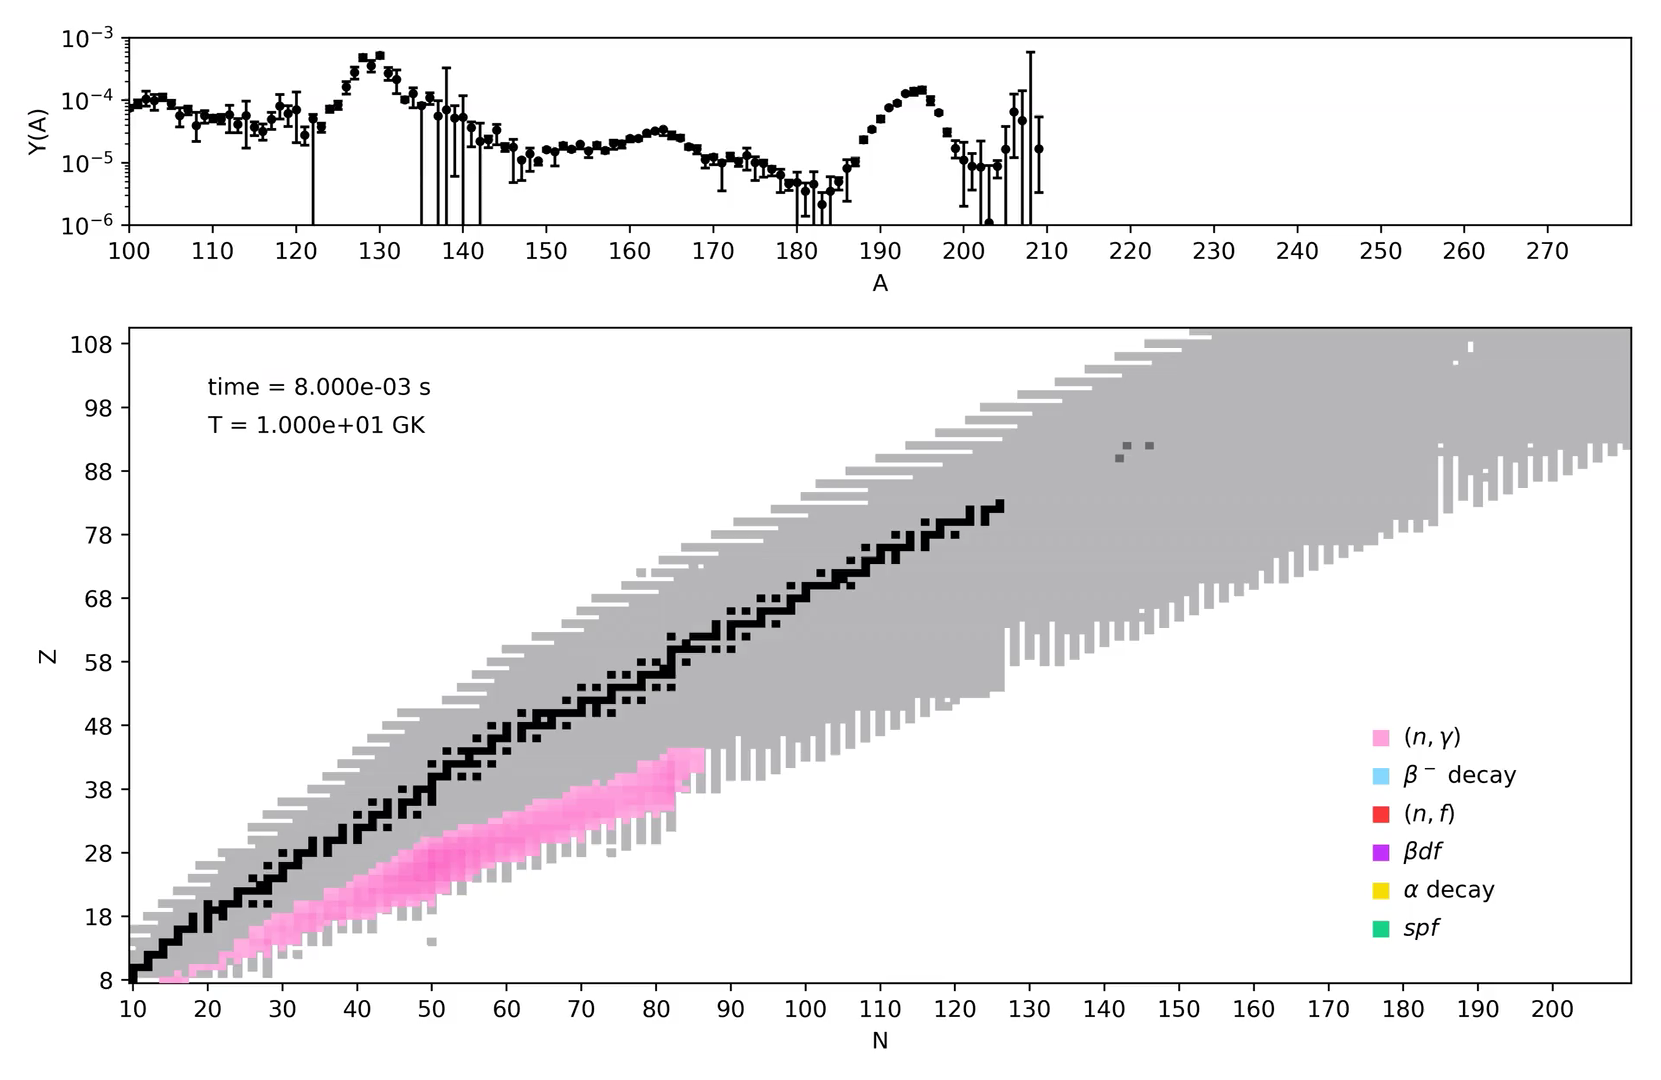 10⁻³
10⁻⁴
10⁻⁵
10⁻⁶
Y(A)
100 110 120 130 140 150 160 170 180 190 200 210 220 230 240 250 260 270
A
108
98
88
78
68
58
48
38
28
18
8
Z
time = 8.000e-03 s
T = 1.000e+01 GK
(n, γ)
β⁻ decay
(n, f)
βdf
α decay
spf
10 20 30 40 50 60 70 80 90 100 110 120 130 140 150 160 170 180 190 200
N